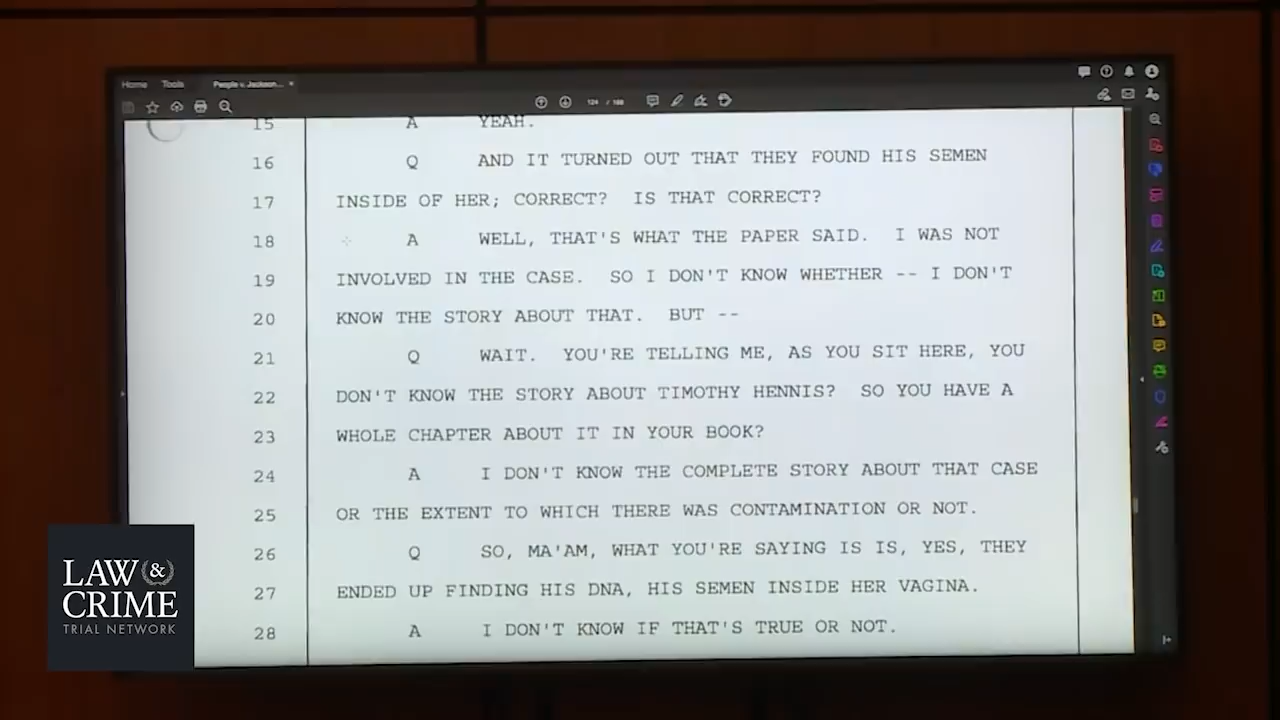 Home Tools People v. Jackson... ×
124 / 168
15 A YEAH.
16 Q AND IT TURNED OUT THAT THEY FOUND HIS SEMEN
17 INSIDE OF HER; CORRECT? IS THAT CORRECT?
18 A WELL, THAT'S WHAT THE PAPER SAID. I WAS NOT
19 INVOLVED IN THE CASE. SO I DON'T KNOW WHETHER -- I DON'T
20 KNOW THE STORY ABOUT THAT. BUT --
21 Q WAIT. YOU'RE TELLING ME, AS YOU SIT HERE, YOU
22 DON'T KNOW THE STORY ABOUT TIMOTHY HENNIS? SO YOU HAVE A
23 WHOLE CHAPTER ABOUT IT IN YOUR BOOK?
24 A I DON'T KNOW THE COMPLETE STORY ABOUT THAT CASE
25 OR THE EXTENT TO WHICH THERE WAS CONTAMINATION OR NOT.
26 Q SO, MA'AM, WHAT YOU'RE SAYING IS IS, YES, THEY
27 ENDED UP FINDING HIS DNA, HIS SEMEN INSIDE HER VAGINA.
28 A I DON'T KNOW IF THAT'S TRUE OR NOT.
LAW &
CRIME
TRIAL NETWORK